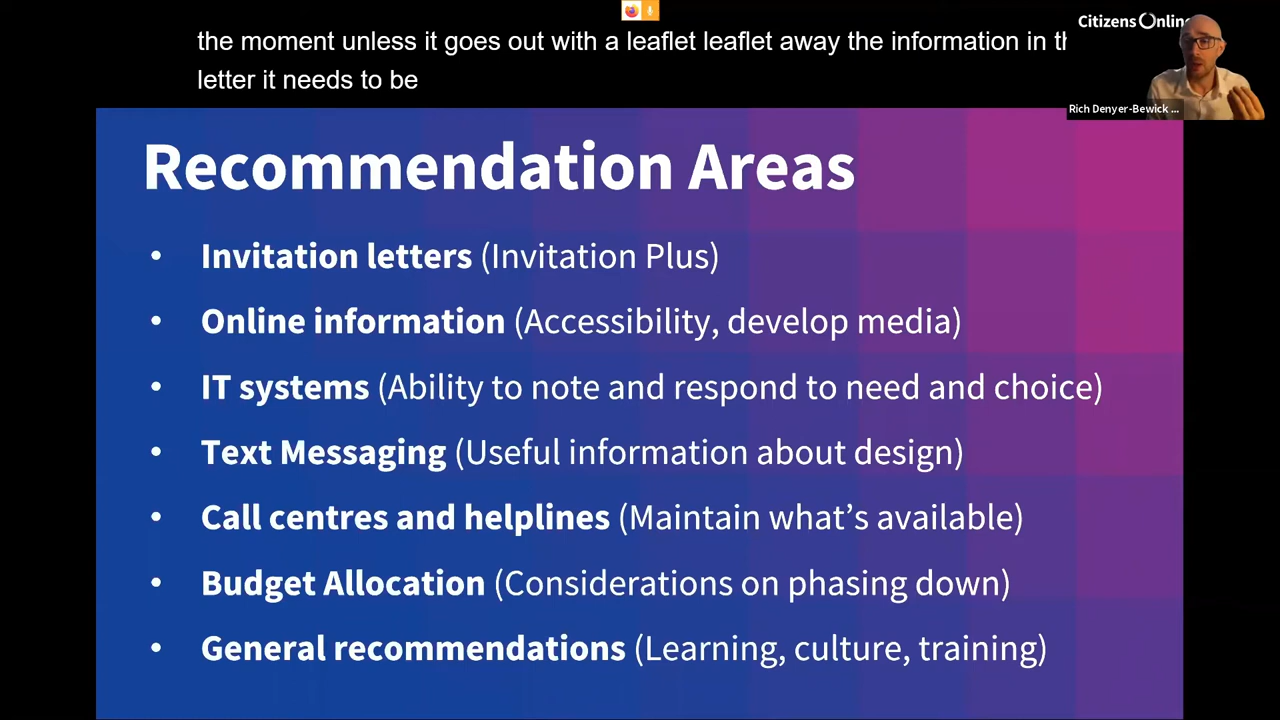 the moment unless it goes out with a leaflet leaflet away the information in th
letter it needs to be
Citizens Online
Rich Denyer-Bewick ...
Recommendation Areas
• Invitation letters (Invitation Plus)
• Online information (Accessibility, develop media)
• IT systems (Ability to note and respond to need and choice)
• Text Messaging (Useful information about design)
• Call centres and helplines (Maintain what’s available)
• Budget Allocation (Considerations on phasing down)
• General recommendations (Learning, culture, training)